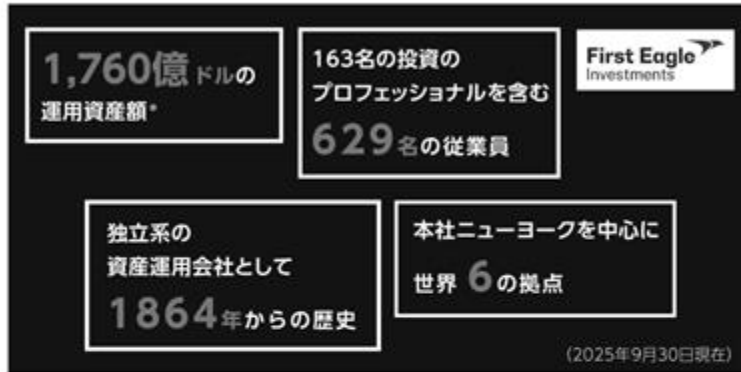 1,760億ドルの
運用資産額*
163名の投資の
プロフェッショナルを含む
629名の従業員
First Eagle
Investments
独立系の
資産運用会社として
1864年からの歴史
本社ニューヨークを中心に
世界 6の拠点
(2025年9月30日現在)